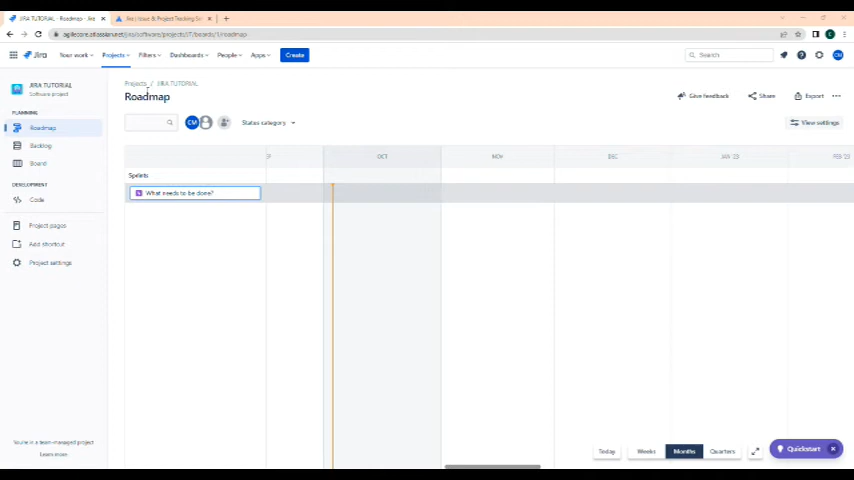 JIRA TUTORIAL - Roadmap - Jira
Jira | Issue & Project Tracking So
agilecore.atlassian.net/jira/software/projects/JT/boards/1/roadmap
Jira Your work Projects Filters Dashboards People Apps Create Search CM
JIRA TUTORIAL
Software project
PLANNING
Roadmap
Backlog
Board
DEVELOPMENT
Code
Project pages
Add shortcut
Project settings
You're in a team-managed project
Learn more
Projects / JIRA TUTORIAL
Roadmap
Give feedback Share Export
CM Status category View settings
P OCT NOV DEC JAN '23 FEB '23
Sprints
What needs to be done?
Today Weeks Months Quarters Quickstart